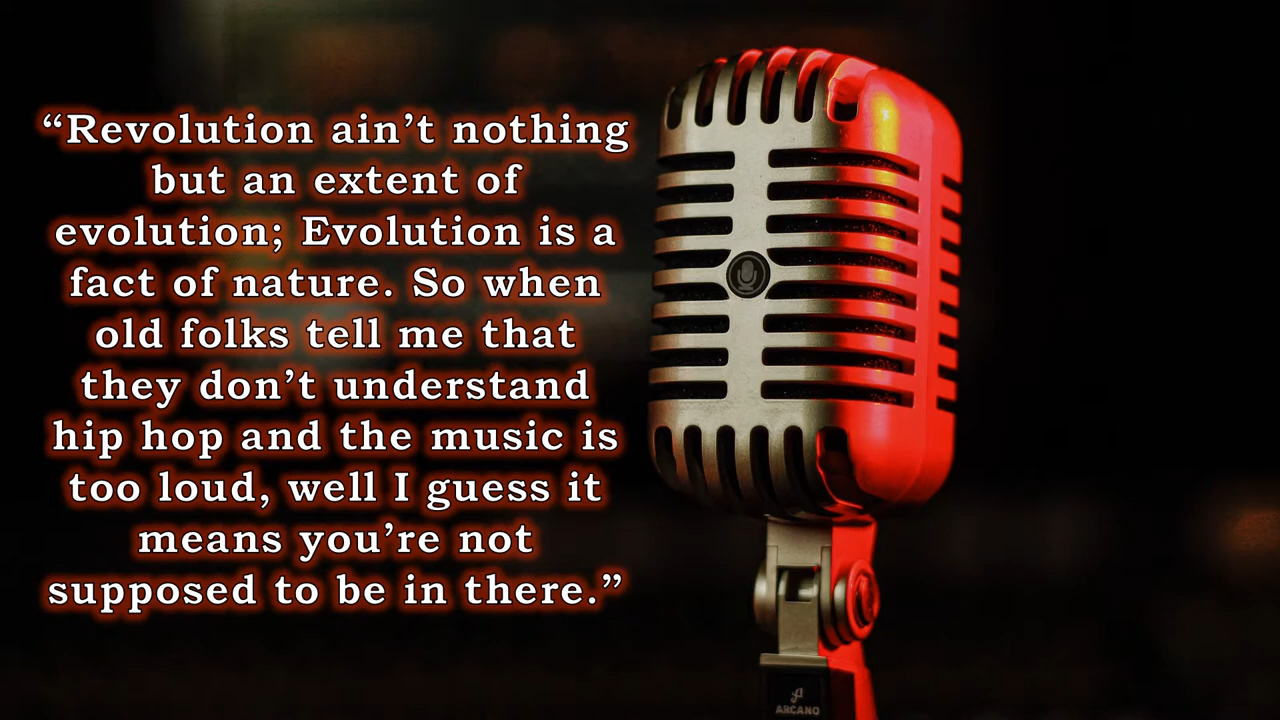 “Revolution ain’t nothing
but an extent of
evolution; Evolution is a
fact of nature. So when
old folks tell me that
they don’t understand
hip hop and the music is
too loud, well I guess it
means you’re not
supposed to be in there.”
ARCANO